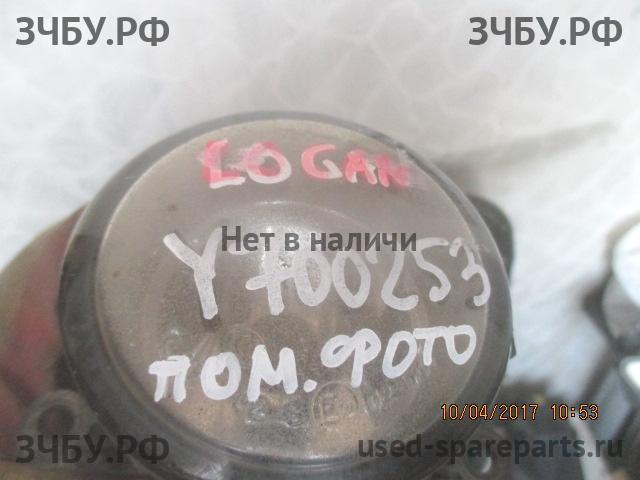 ЗЧБУ.РФ ЗЧБУ.РФ
LOGAN
Нет в наличи
Y700253
ПОМ. ФОТО
10/04/2017 10:53
ЗЧБУ.РФ used-spareparts.ru